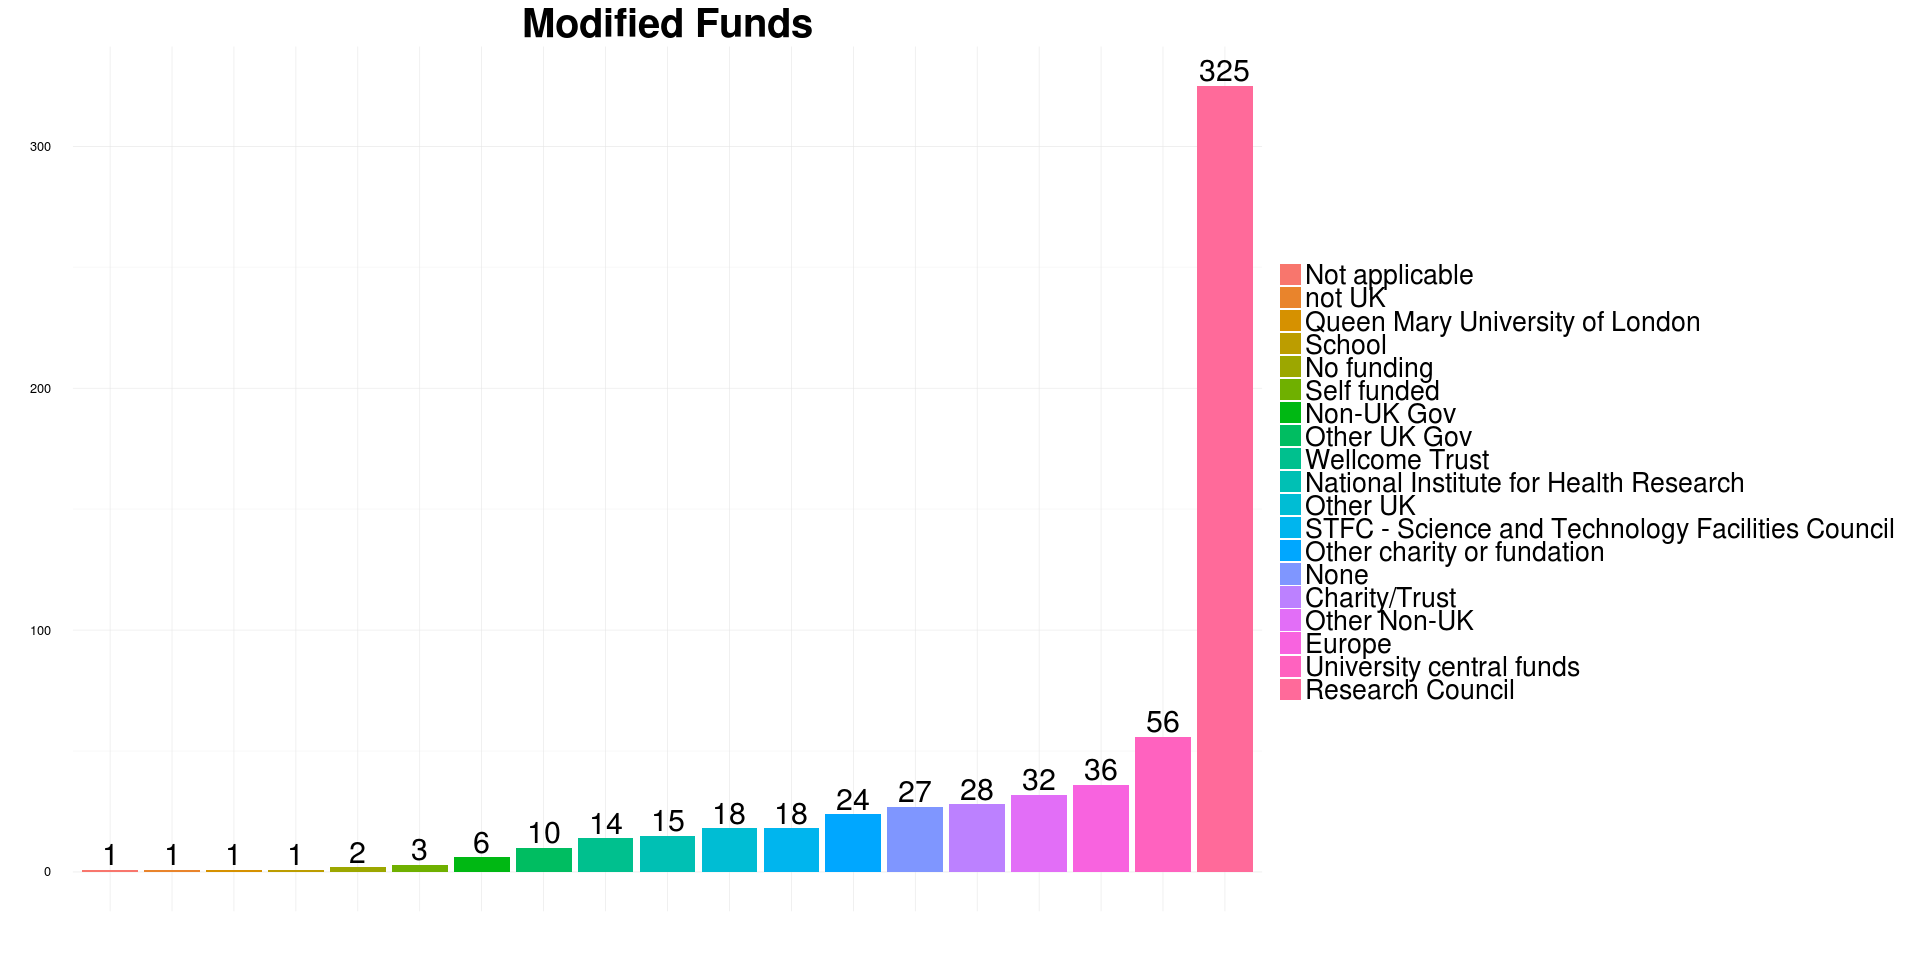 Modified Funds
325
300
200
100
0
1
1
1
1
2
3
6
10
14
15
18
18
24
27
28
32
36
56
Not applicable
not UK
Queen Mary University of London
School
No funding
Self funded
Non-UK Gov
Other UK Gov
Wellcome Trust
National Institute for Health Research
Other UK
STFC - Science and Technology Facilities Council
Other charity or fundation
None
Charity/Trust
Other Non-UK
Europe
University central funds
Research Council